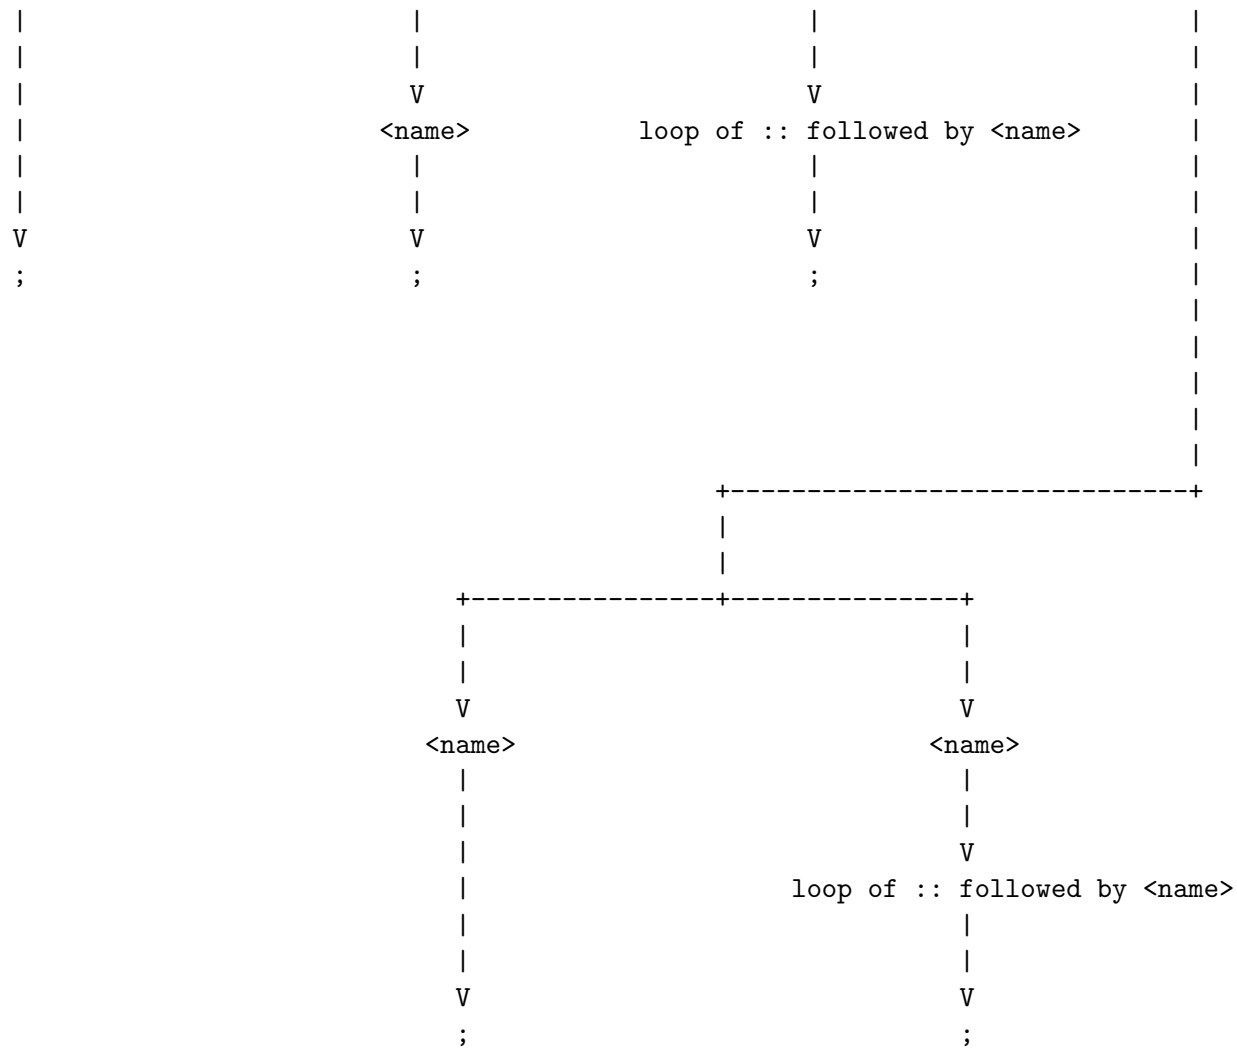 |                         |                         |                        |
|                         |                         |                        |
|                         V                         V                        |
|                       <name>           loop of :: followed by <name>       |
|                         |                         |                        |
|                         |                         |                        |
V                         V                         V                        |
;                         ;                         ;                        |
                                                                             |
                                                                             |
                                                                             |
                                                                             |
                                                                             |
                                              +------------------------------+
                                              |
                                              |
                             +----------------+---------------+
                             |                                |
                             |                                |
                             V                                V
                           <name>                           <name>
                             |                                |
                             |                                |
                             |                                V
                             |                     loop of :: followed by <name>
                             |                                |
                             |                                |
                             V                                V
                             ;                                ;